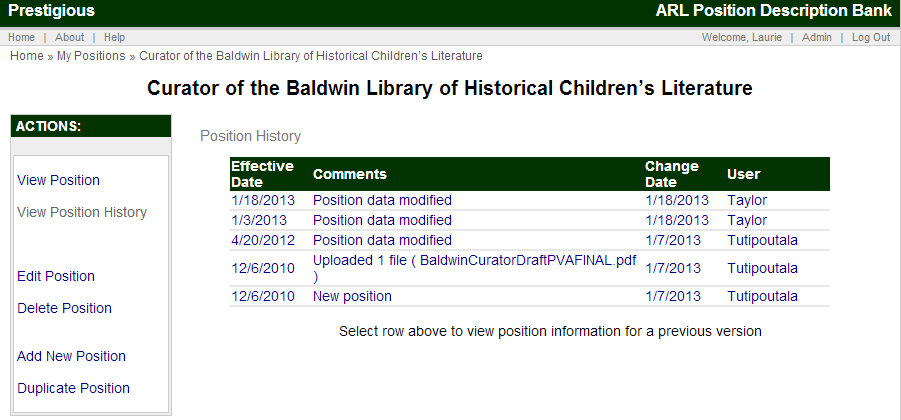 Prestigious
ARL Position Description Bank
Home | About | Help
Welcome, Laurie | Admin | Log Out
Home » My Positions » Curator of the Baldwin Library of Historical Children's Literature
Curator of the Baldwin Library of Historical Children’s Literature
ACTIONS:
View Position
View Position History
Edit Position
Delete Position
Add New Position
Duplicate Position
Position History
Effective Date Comments Change Date User
1/18/2013 Position data modified 1/18/2013 Taylor
1/3/2013 Position data modified 1/18/2013 Taylor
4/20/2012 Position data modified 1/7/2013 Tutipoutala
12/6/2010 Uploaded 1 file ( BaldwinCuratorDraftPVAFINAL.pdf ) 1/7/2013 Tutipoutala
12/6/2010 New position 1/7/2013 Tutipoutala
Select row above to view position information for a previous version